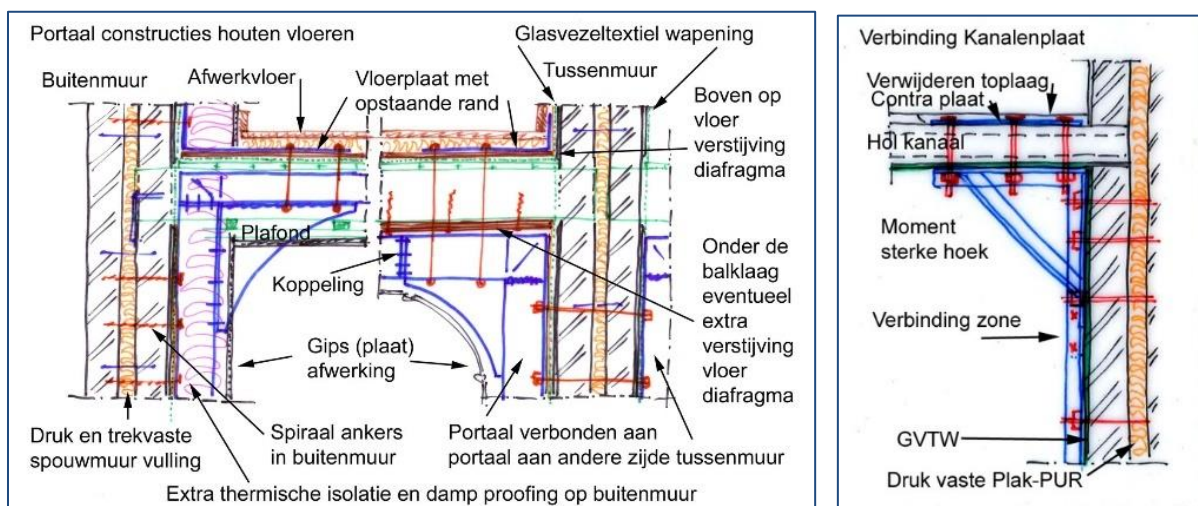 Portaal constructies houten vloeren
Glasvezeltextiel wapening
Buitenmuur
Afwerkvloer
Vloerplaat met
opstaande rand
Tussenmuur
Boven op
vloer
verstijving
diafragma
Plafond
Koppeling
Onder de
balklaag
eventueel
extra
verstijving
vloer
diafragma
Gips (plaat)
afwerking
Druk en trekvaste
spouwmuur vulling
Spiraal ankers
in buitenmuur
Portaal verbonden aan
portaal aan andere zijde tussenmuur
Extra thermische isolatie en damp proofing op buitenmuur
Verbinding Kanalenplaat
Verwijderen toplaag
Contra plaat
Hol kanaal
Moment
sterke hoek
Verbinding zone
GVTW
Druk vaste Plak-PUR